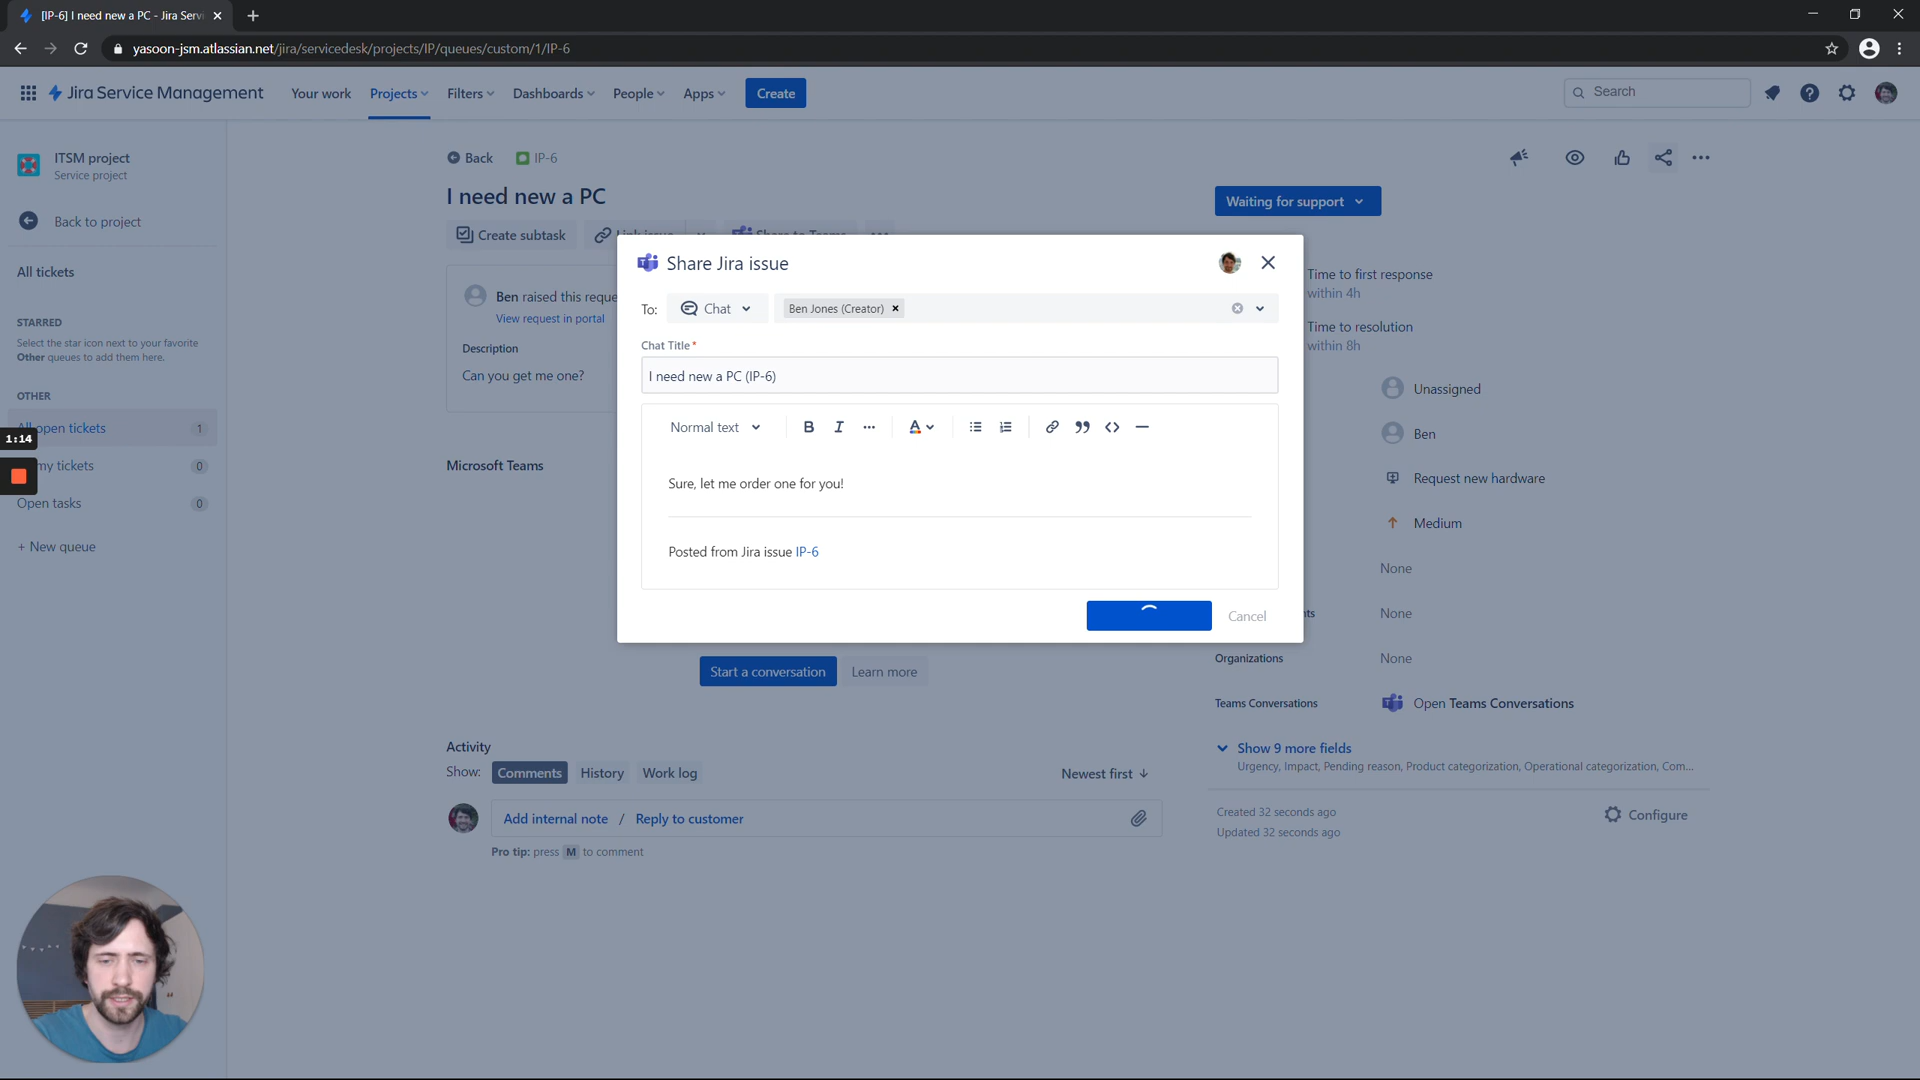 [IP-6] I need new a PC - Jira Serv
yasoon-jsm.atlassian.net/jira/servicedesk/projects/IP/queues/custom/1/IP-6
Jira Service Management
Your work
Projects
Filters
Dashboards
People
Apps
Create
Search
ITSM project
Service project
Back to project
All tickets
STARRED
Select the star icon next to your favorite
Other queues to add them here.
OTHER
All open tickets 1
1:14
my tickets 0
Open tasks 0
+ New queue
Back
IP-6
I need new a PC
Create subtask
Link issue
Share to Teams
Ben raised this reque
View request in portal
Description
Can you get me one?
Microsoft Teams
Share Jira issue
To:
Chat
Ben Jones (Creator)
Chat Title*
I need new a PC (IP-6)
Normal text
Sure, let me order one for you!
Posted from Jira issue IP-6
Cancel
Start a conversation
Learn more
Activity
Show:
Comments
History
Work log
Newest first
Add internal note / Reply to customer
Pro tip: press M to comment
Waiting for support
Time to first response
within 4h
Time to resolution
within 8h
Unassigned
Ben
Request new hardware
Medium
None
nts
None
Organizations
None
Teams Conversations
Open Teams Conversations
Show 9 more fields
Urgency, Impact, Pending reason, Product categorization, Operational categorization, Com...
Created 32 seconds ago
Updated 32 seconds ago
Configure